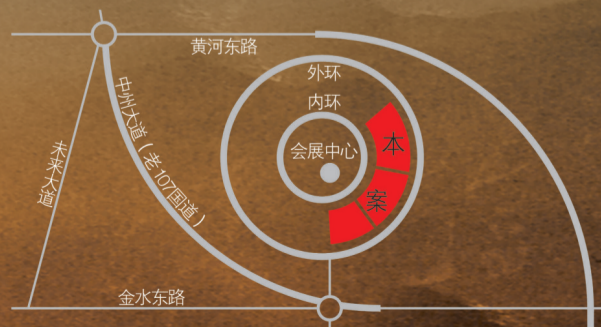 黄河东路
外环
内环
会展中心
本
案
中州大道（老107国道）
未来大道
金水东路